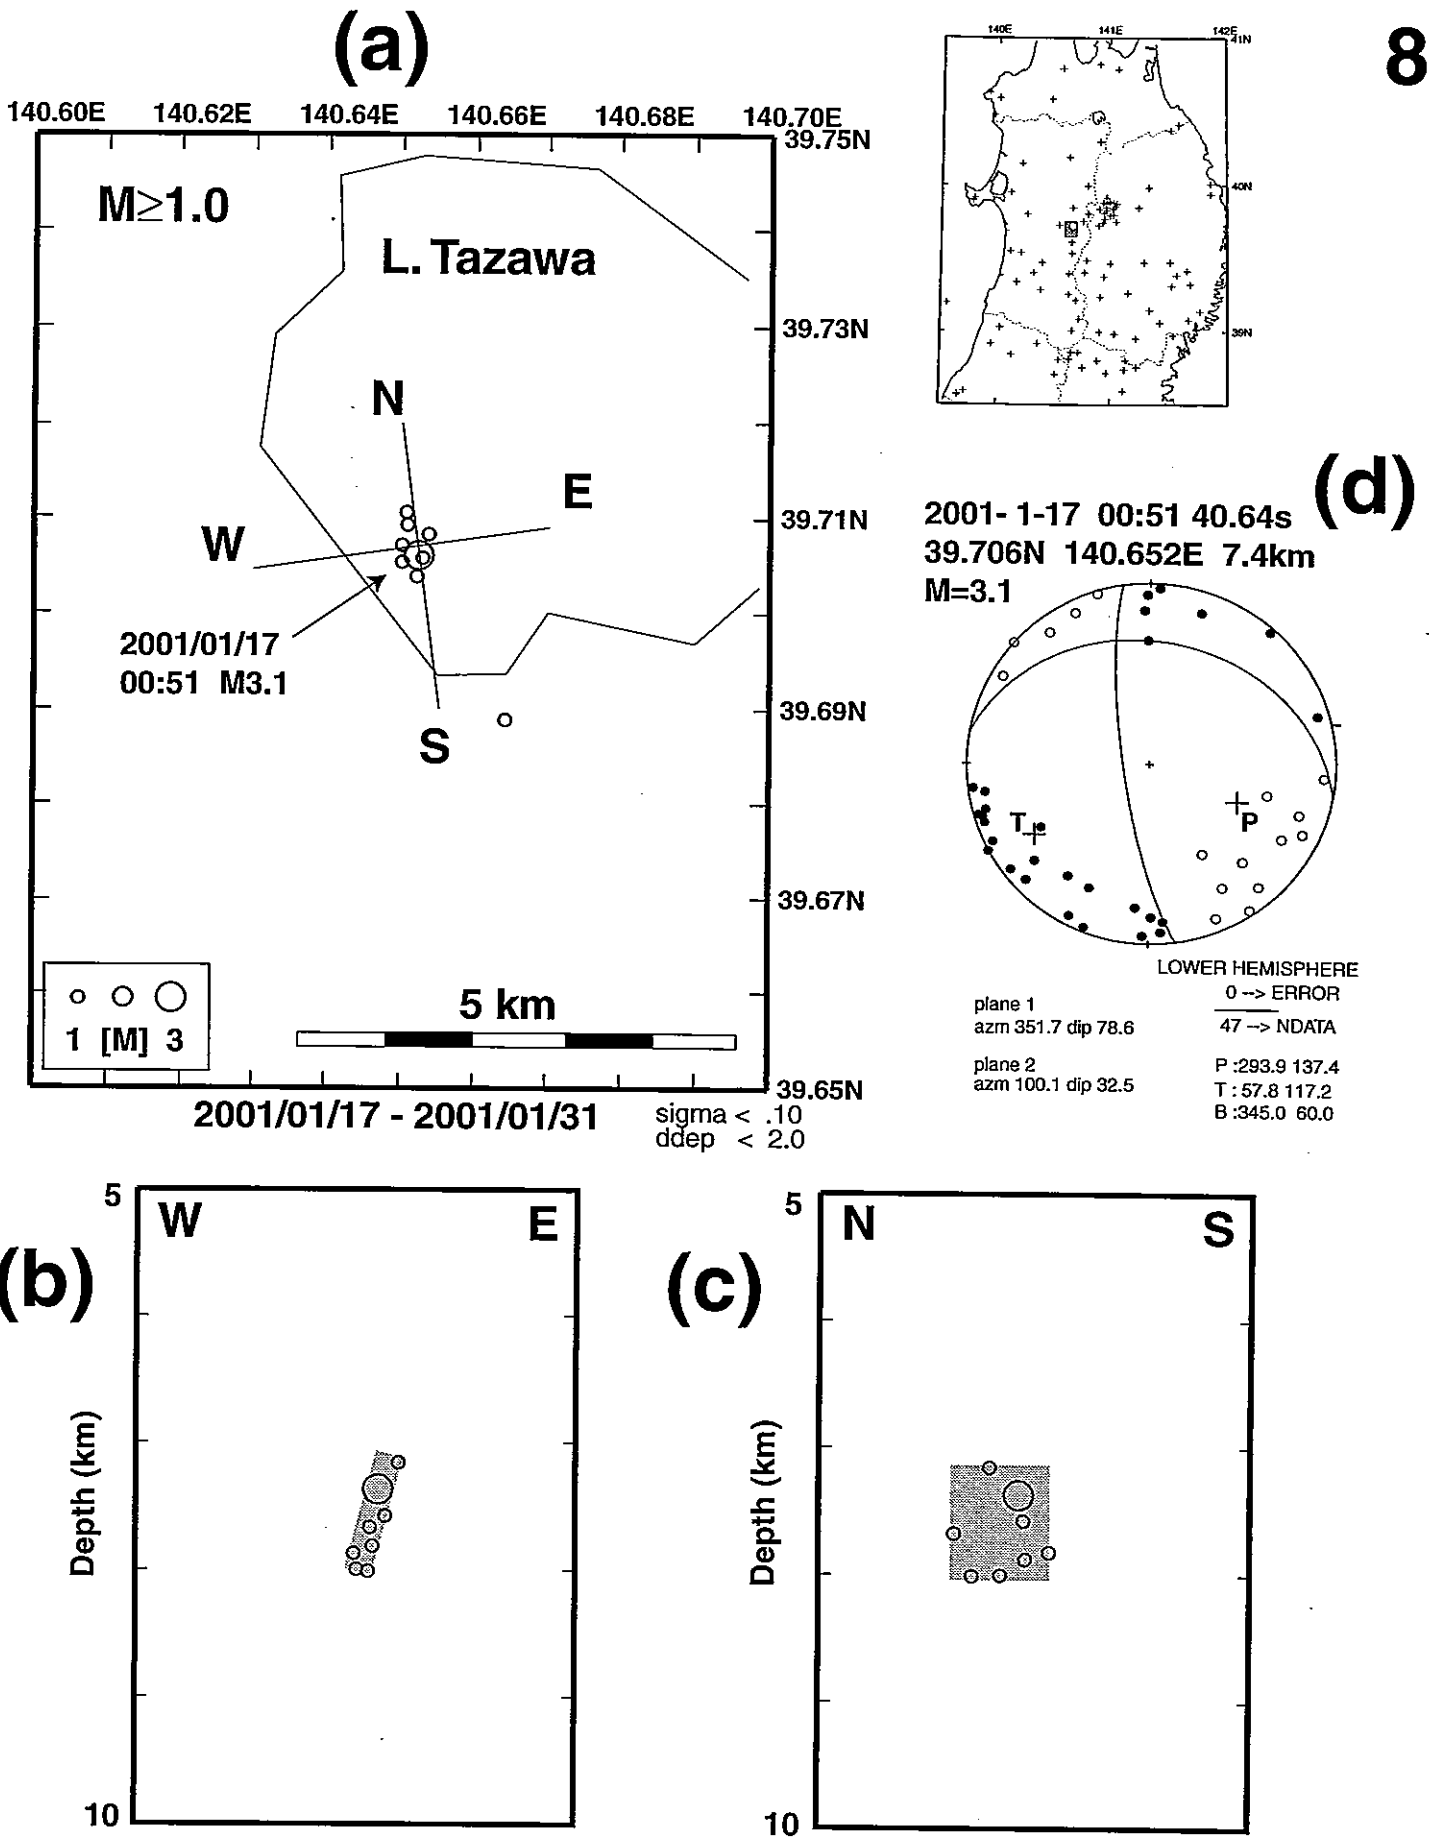 (a)
8
140.60E 140.62E 140.64E 140.66E 140.68E 140.70E
39.75N
39.73N
39.71N
39.69N
39.67N
39.65N
M≥1.0
L. Tazawa
N
E
W
S
2001/01/17
00:51 M3.1
1 [M] 3
5 km
2001/01/17 - 2001/01/31
sigma < .10
ddep < 2.0
140E 141E 142E
41N
40N
39N
(d)
2001- 1-17 00:51 40.64s
39.706N 140.652E 7.4km
M=3.1
T
P
LOWER HEMISPHERE
0 --> ERROR
47 --> NDATA
plane 1
azm 351.7 dip 78.6
plane 2
azm 100.1 dip 32.5
P :293.9 137.4
T : 57.8 117.2
B :345.0 60.0
(b)
5
W E
Depth (km)
10
(c)
5
N S
Depth (km)
10